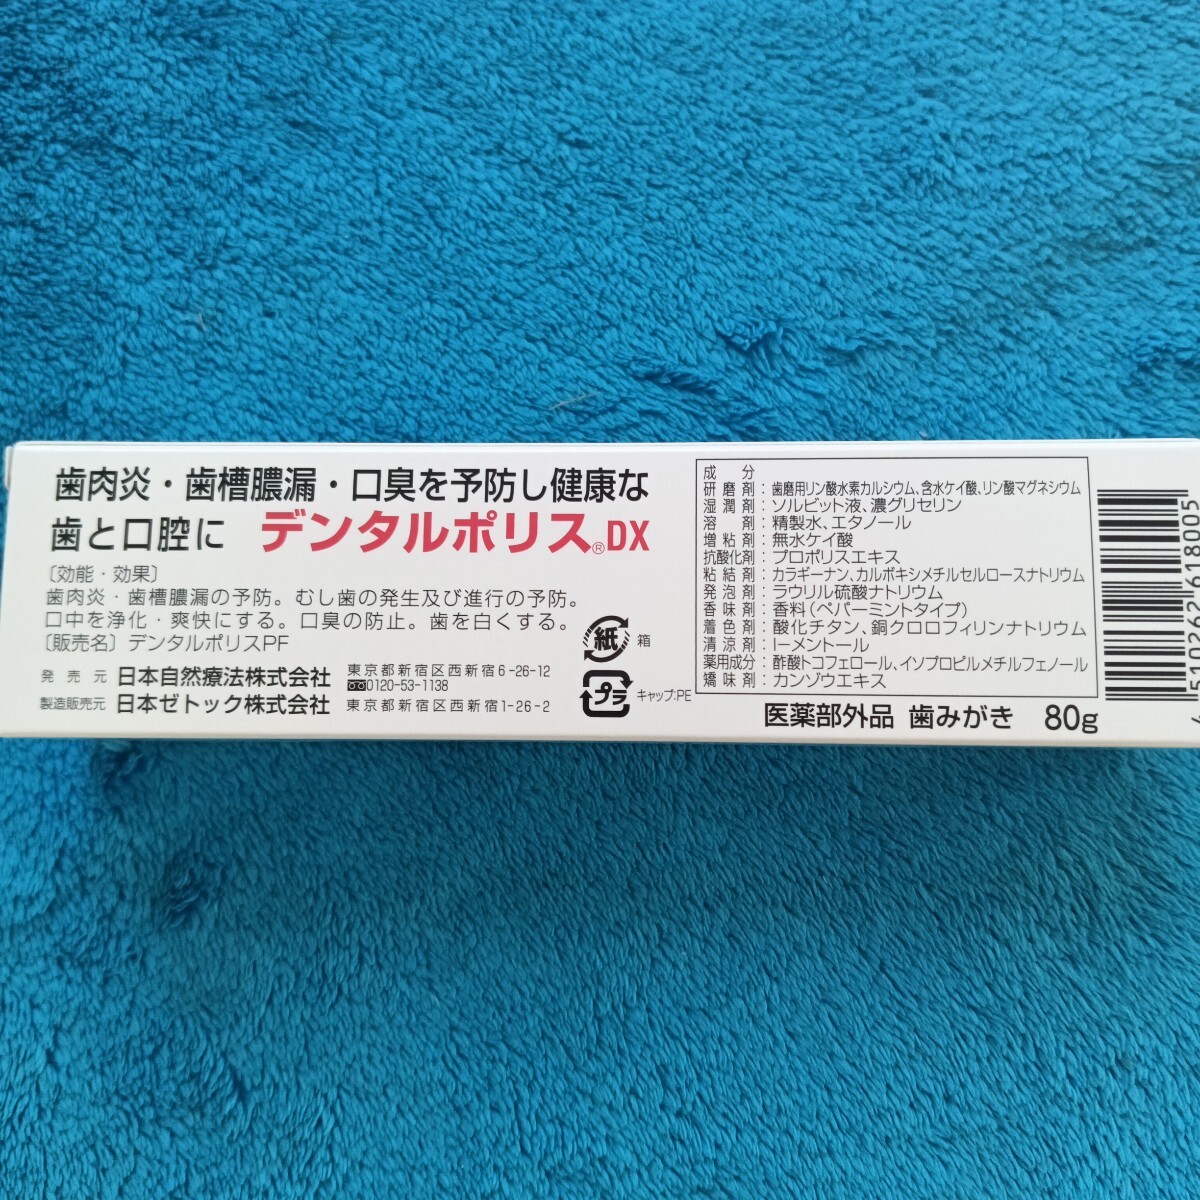 歯肉炎・歯槽膿漏・口臭を予防し健康な
歯と口腔に デンタルポリス®DX
〔効能・効果〕
歯肉炎・歯槽膿漏の予防。むし歯の発生及び進行の予防。
口中を浄化・爽快にする。口臭の防止。歯を白くする。
〔販売名〕デンタルポリスPF
発売元 日本自然療法株式会社 東京都新宿区西新宿6-26-12
0120-53-1138
製造販売元 日本ゼトック株式会社 東京都新宿区西新宿1-26-2
紙 箱
プラ キャップ:PE
成分
研磨剤:歯磨用リン酸水素カルシウム、含水ケイ酸、リン酸マグネシウム
湿潤剤:ソルビット液、濃グリセリン
溶剤:精製水、エタノール
増粘剤:無水ケイ酸
抗酸化剤:プロポリスエキス
粘結剤:カラギーナン、カルボキシメチルセルロースナトリウム
発泡剤:ラウリル硫酸ナトリウム
香味剤:香料(ペパーミントタイプ)
着色剤:酸化チタン、銅クロロフィリンナトリウム
清涼剤:l-メントール
薬用成分:酢酸トコフェロール、イソプロピルメチルフェノール
矯味剤:カンゾウエキス
医薬部外品 歯みがき 80g
4 510262 618005